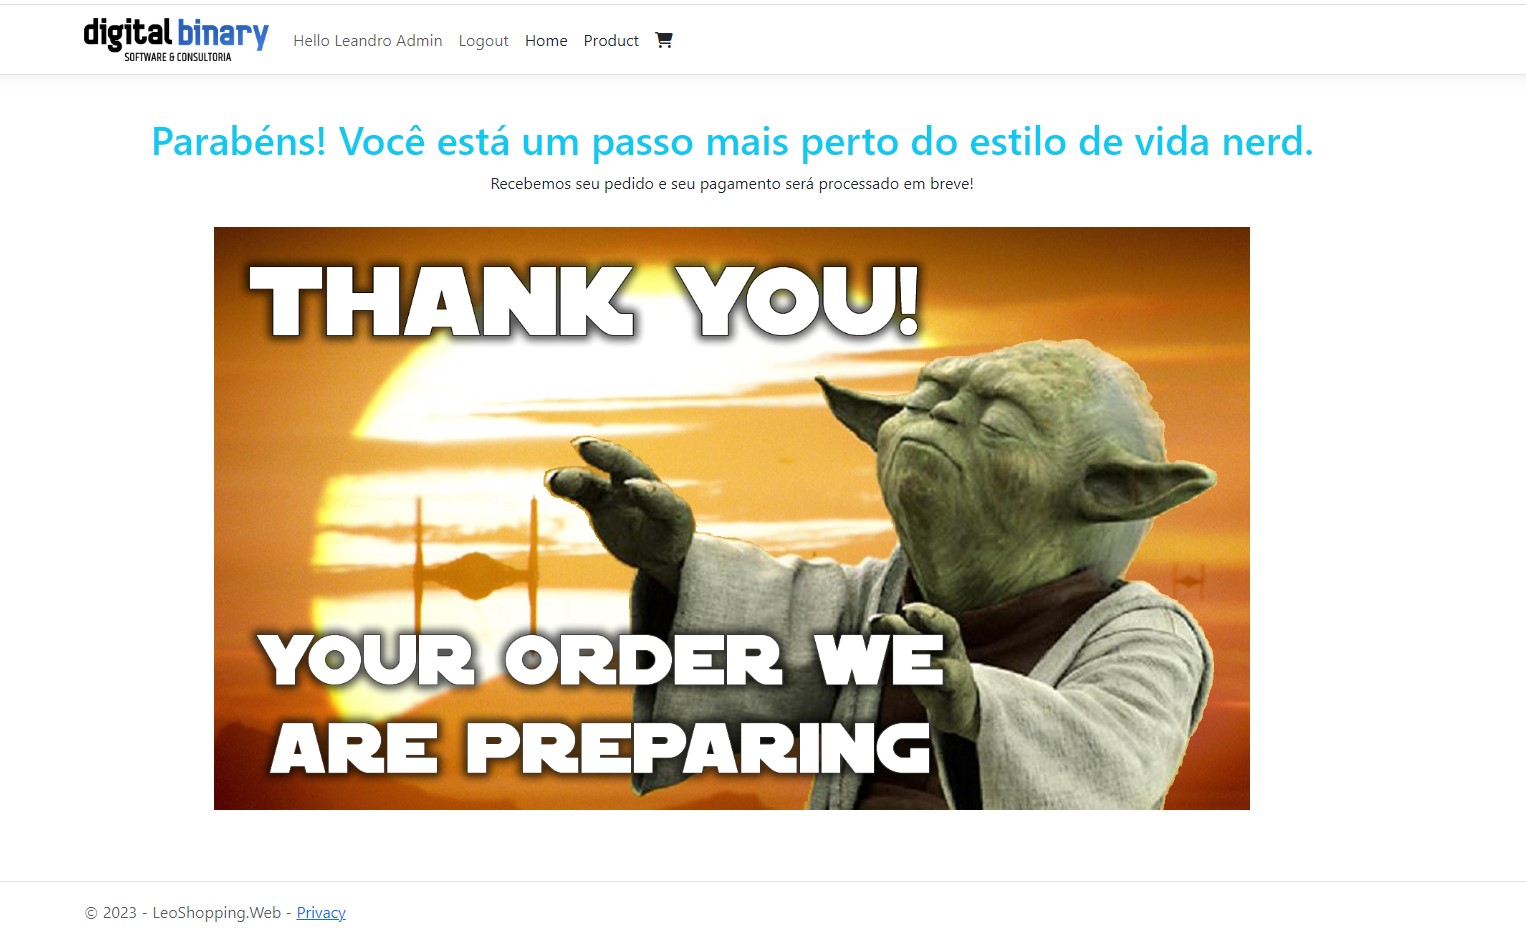 digital binary
SOFTWARE & CONSULTORIA
Hello Leandro Admin Logout Home Product
Parabéns! Você está um passo mais perto do estilo de vida nerd.
Recebemos seu pedido e seu pagamento será processado em breve!
THANK YOU!
YOUR ORDER WE
ARE PREPARING
© 2023 - LeoShopping.Web - Privacy